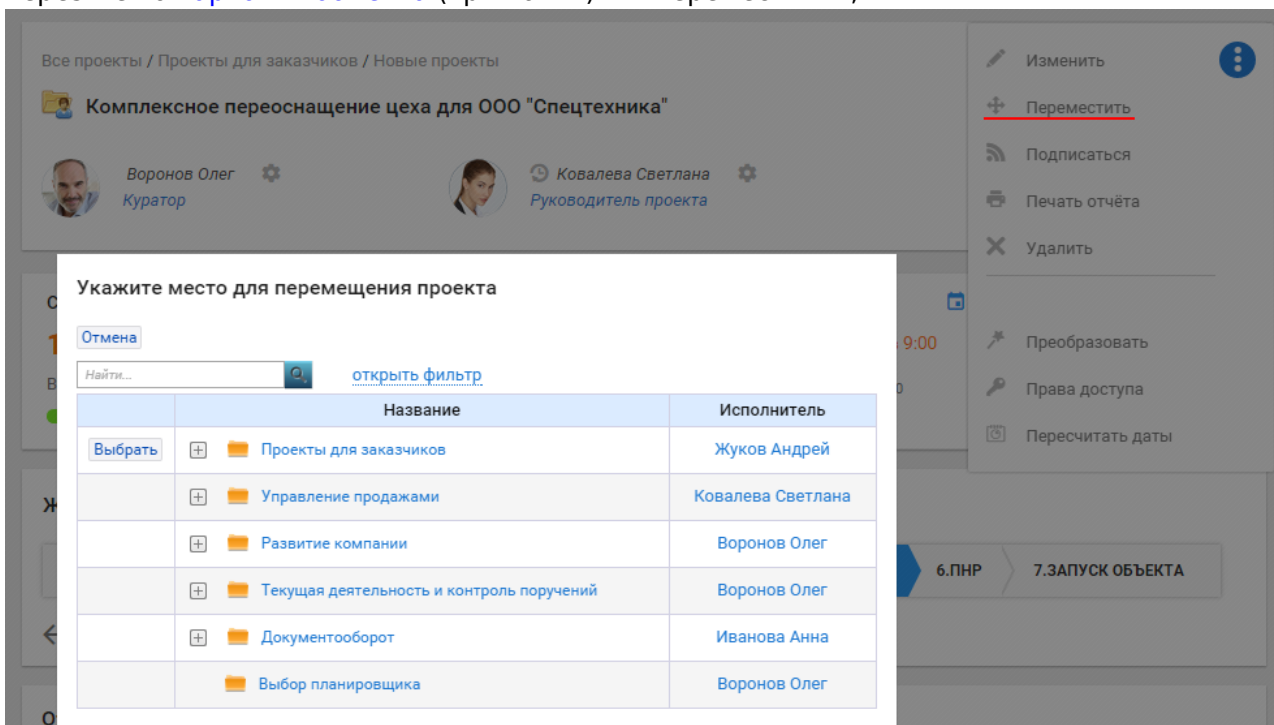 Все проекты / Проекты для заказчиков / Новые проекты
Комплексное переоснащение цеха для ООО "Спецтехника"
Воронов Олег
Куратор
Ковалева Светлана
Руководитель проекта
Изменить
Переместить
Подписаться
Печать отчёта
Удалить
Преобразовать
Права доступа
Пересчитать даты
Укажите место для перемещения проекта
Отмена
Найти...
открыть фильтр
Название Исполнитель
Выбрать Проекты для заказчиков Жуков Андрей
Управление продажами Ковалева Светлана
Развитие компании Воронов Олег
Текущая деятельность и контроль поручений Воронов Олег
Документооборот Иванова Анна
Выбор планировщика Воронов Олег
9:00
6.ПНР 7.ЗАПУСК ОБЪЕКТА